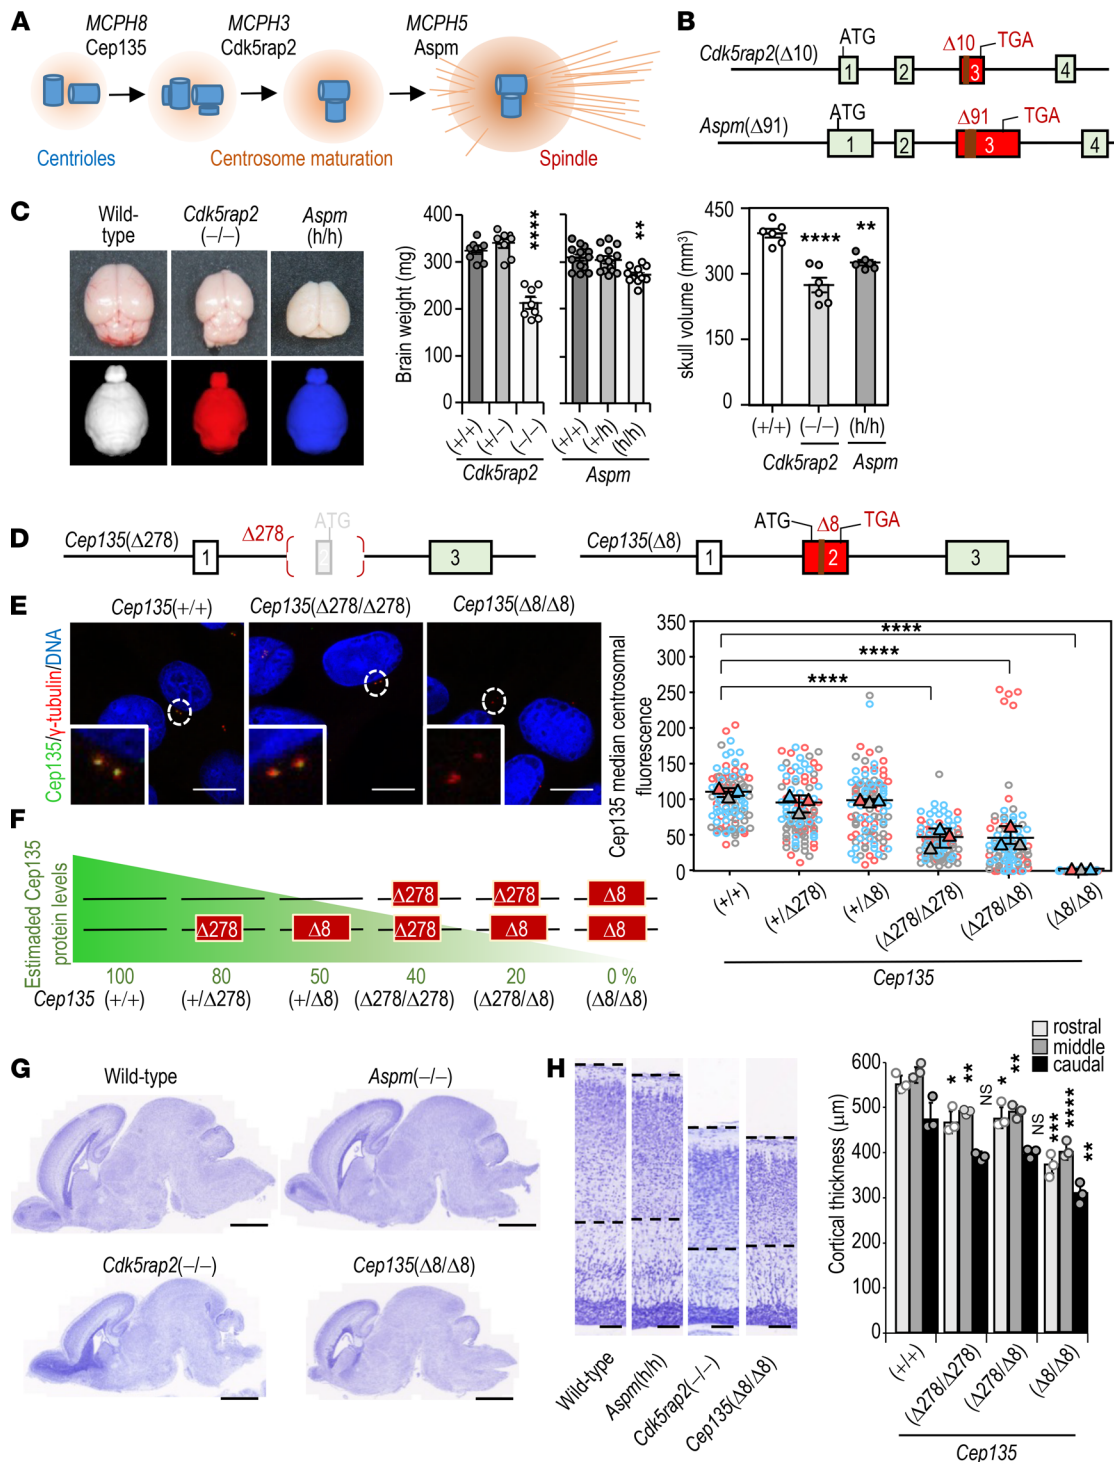 A
MCPH8
Cep135
MCPH3
Cdk5rap2
MCPH5
Aspm
Centrioles
Centrosome maturation
Spindle
B
Cdk5rap2(Δ10)
ATG
Δ10
TGA
1
2
3
4
Aspm(Δ91)
ATG
Δ91
TGA
1
2
3
4
C
Wild-
type
Cdk5rap2
(−/−)
Aspm
(h/h)
Brain weight (mg)
400
300
200
100
0
****
**
(+/+)
(+/−)
(−/−)
(+/+)
(+/h)
(h/h)
Cdk5rap2
Aspm
skull volume (mm³)
450
300
150
0
****
**
(+/+)
(−/−)
(h/h)
Cdk5rap2
Aspm
D
Cep135(Δ278)
Δ278
ATG
1
2
3
Cep135(Δ8)
ATG
Δ8
TGA
1
2
3
E
Cep135(+/+)
Cep135(Δ278/Δ278)
Cep135(Δ8/Δ8)
Cep135/γ-tubulin/DNA
Cep135 median centrosomal
fluorescence
350
300
250
200
150
100
50
0
****
****
****
(+/+)
(+/Δ278)
(+/Δ8)
(Δ278/Δ278)
(Δ278/Δ8)
(Δ8/Δ8)
Cep135
F
Estimaded Cep135
protein levels
Δ278
Δ278
Δ8
Δ278
Δ8
Δ278
Δ8
Δ8
100
80
50
40
20
0 %
Cep135
(+/+)
(+/Δ278)
(+/Δ8)
(Δ278/Δ278)
(Δ278/Δ8)
(Δ8/Δ8)
G
Wild-type
Aspm(−/−)
Cdk5rap2(−/−)
Cep135(Δ8/Δ8)
H
Wild-type
Aspm(h/h)
Cdk5rap2(−/−)
Cep135(Δ8/Δ8)
rostral
middle
caudal
Cortical thickness (μm)
600
500
400
300
200
100
0
*
**
NS
*
**
NS
***
****
**
(+/+)
(Δ278/Δ278)
(Δ278/Δ8)
(Δ8/Δ8)
Cep135